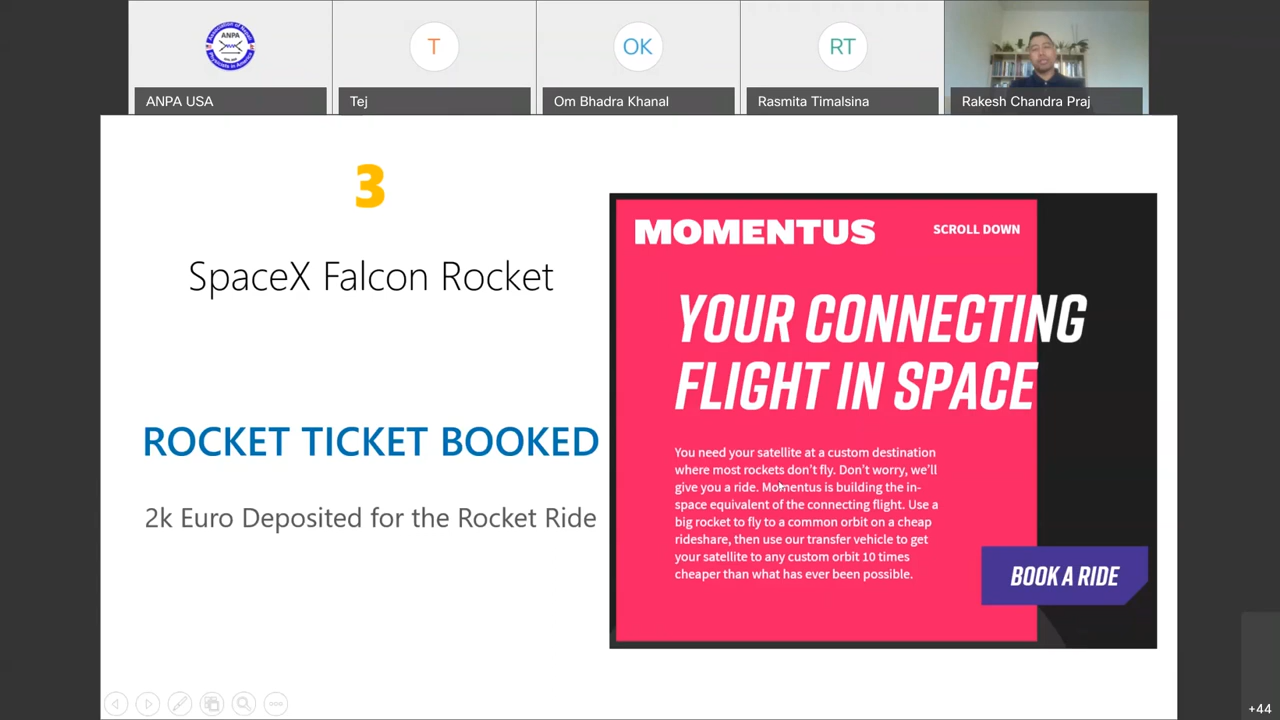 ANPA
T
OK
RT
ANPA USA
Tej
Om Bhadra Khanal
Rasmita Timalsina
Rakesh Chandra Praj
3
SpaceX Falcon Rocket
ROCKET TICKET BOOKED
2k Euro Deposited for the Rocket Ride
MOMENTUS
SCROLL DOWN
YOUR CONNECTING
FLIGHT IN SPACE
You need your satellite at a custom destination
where most rockets don't fly. Don't worry, we'll
give you a ride. Momentus is building the in-
space equivalent of the connecting flight. Use a
big rocket to fly to a common orbit on a cheap
rideshare, then use our transfer vehicle to get
your satellite to any custom orbit 10 times
cheaper than what has ever been possible.
BOOK A RIDE
+44